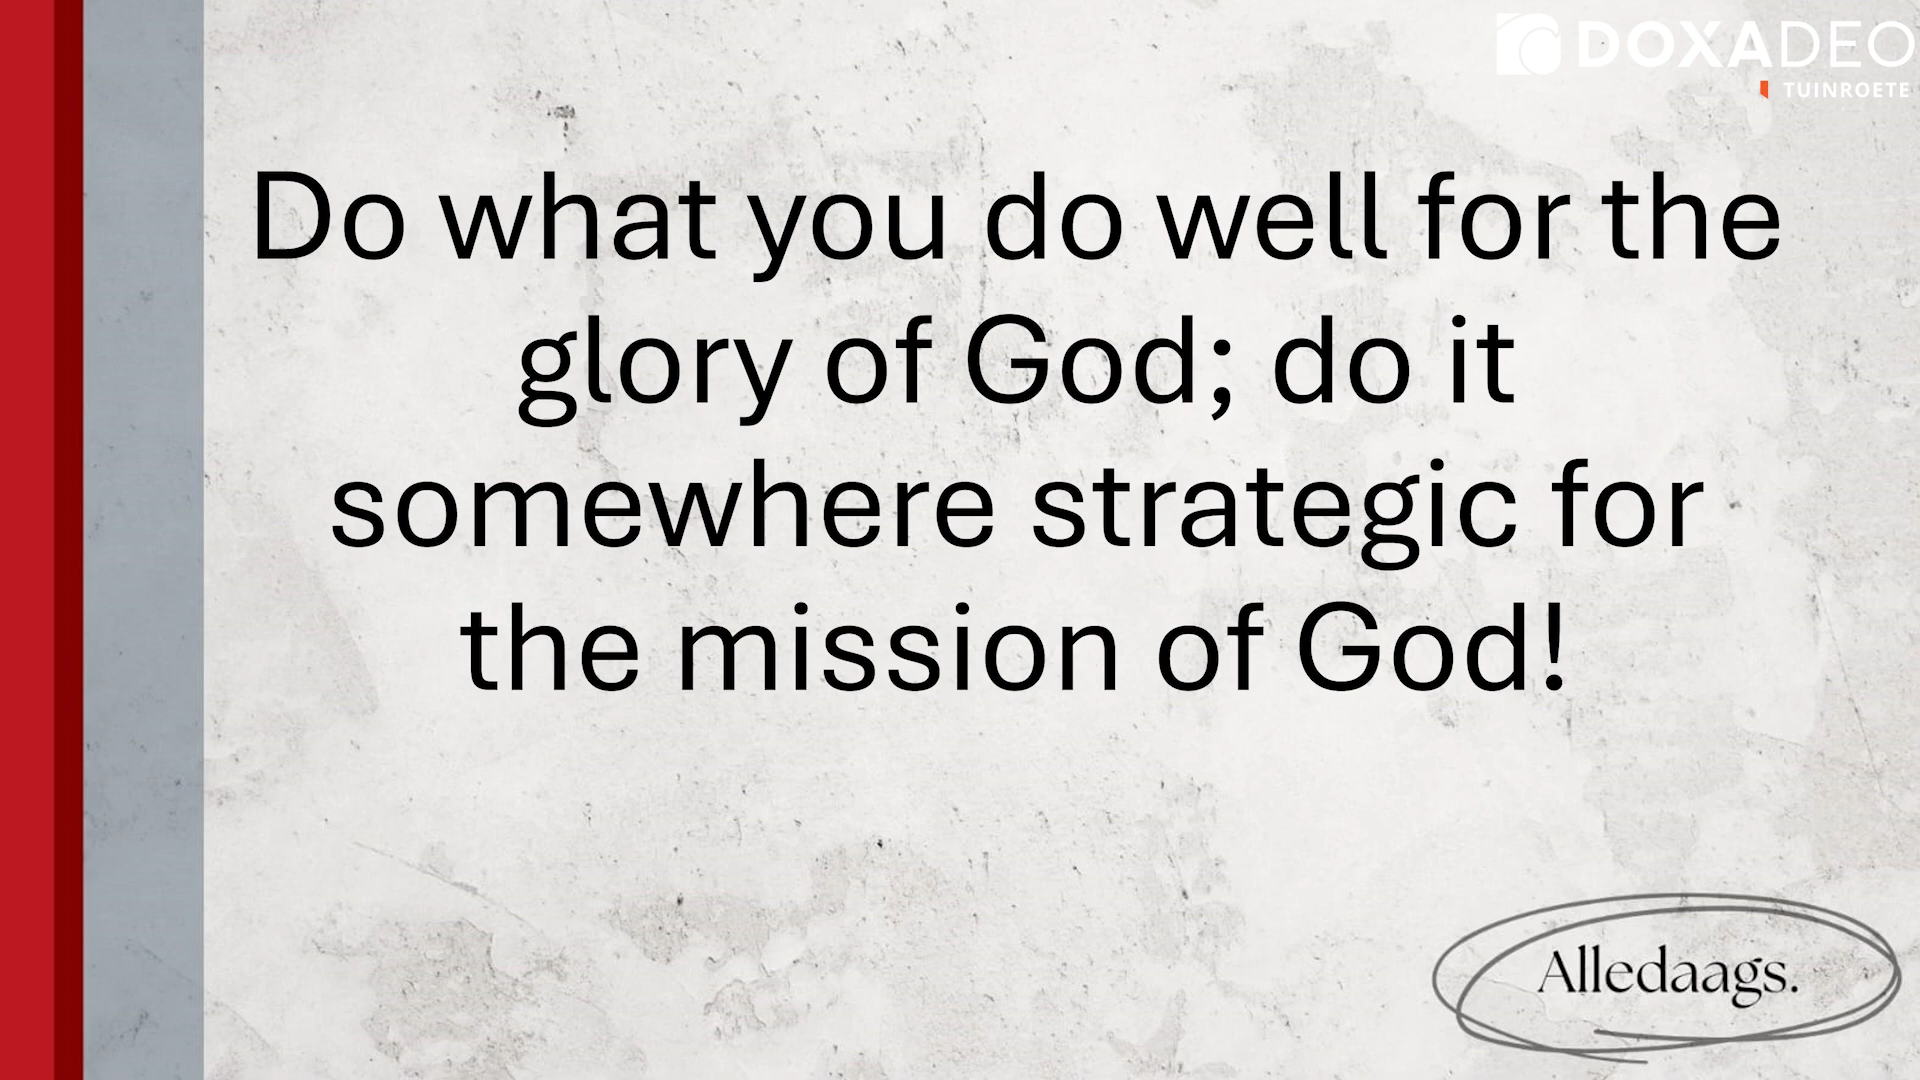 DOXADEO
TUINROETE
Do what you do well for the
glory of God; do it
somewhere strategic for
the mission of God!
Alledaags.